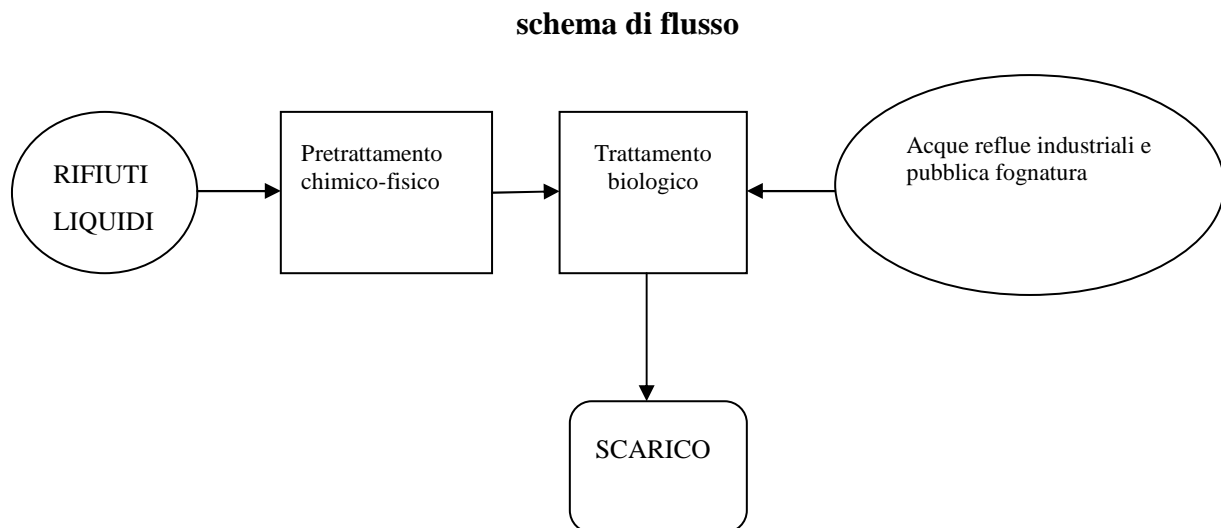 schema di flusso
RIFIUTI
LIQUIDI
Pretrattamento
chimico-fisico
Trattamento
biologico
Acque reflue industriali e
pubblica fognatura
SCARICO